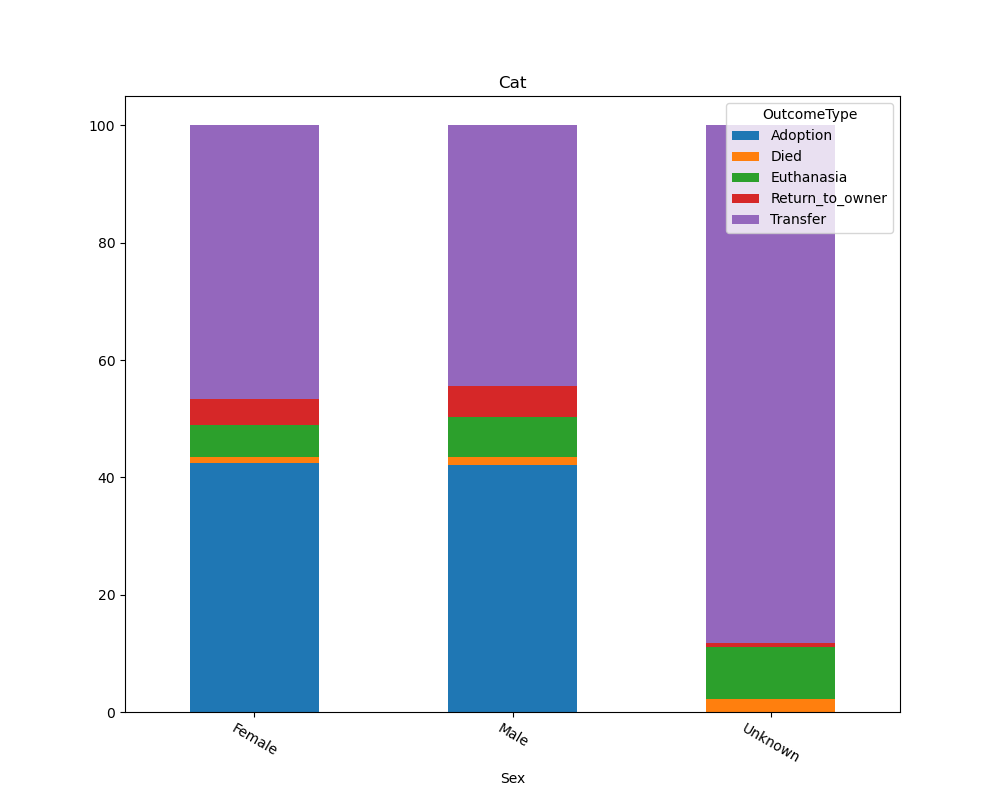 Cat
OutcomeType
Adoption
Died
Euthanasia
Return_to_owner
Transfer
100
80
60
40
20
0
Female
Male
Unknown
Sex